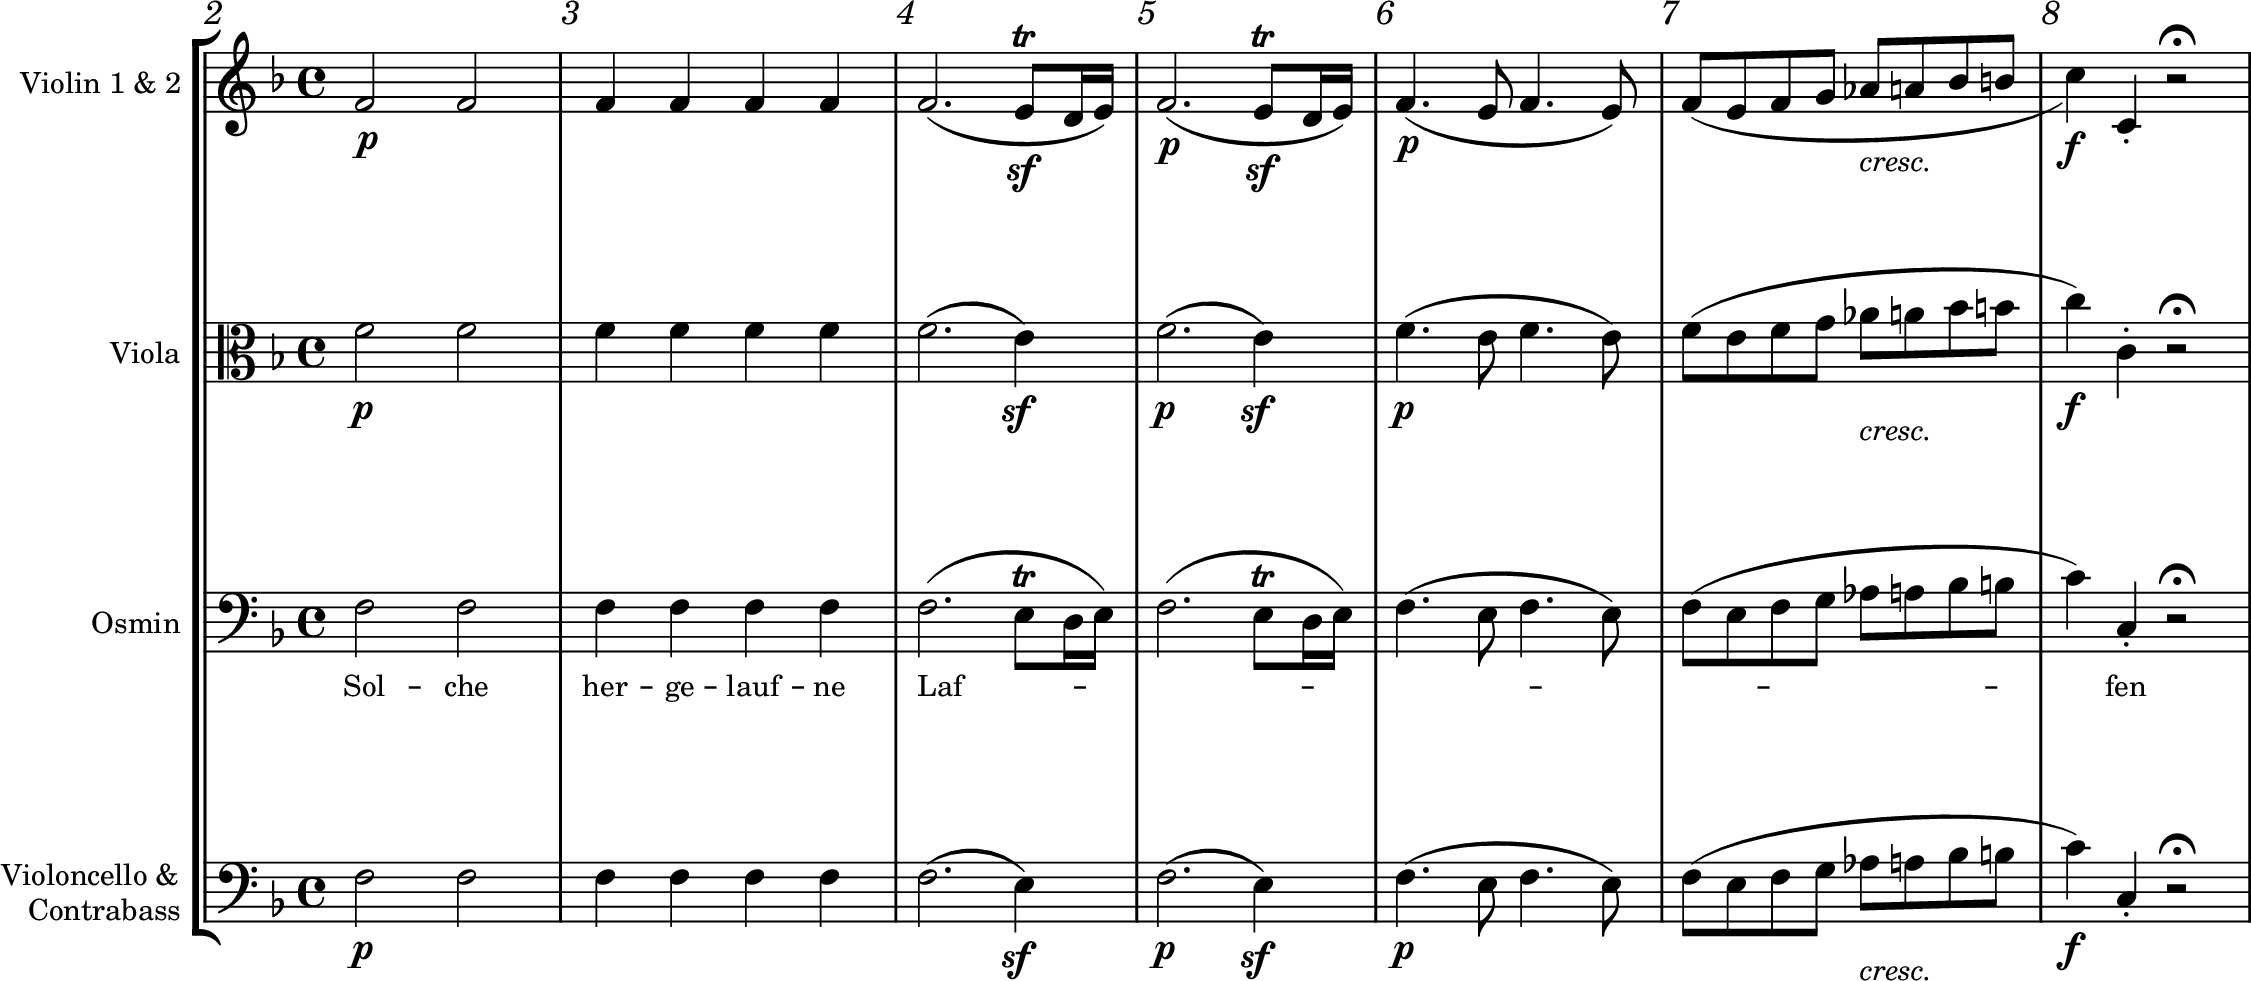 2 3 4 5 6 7 8
Violin 1 & 2
tr tr
p sf p sf p cresc. f
Viola
p sf p sf p cresc. f
Osmin
tr tr
Sol – che her – ge – lauf – ne Laf – – – – – fen
Violoncello &
Contrabass
p sf p sf p cresc. f